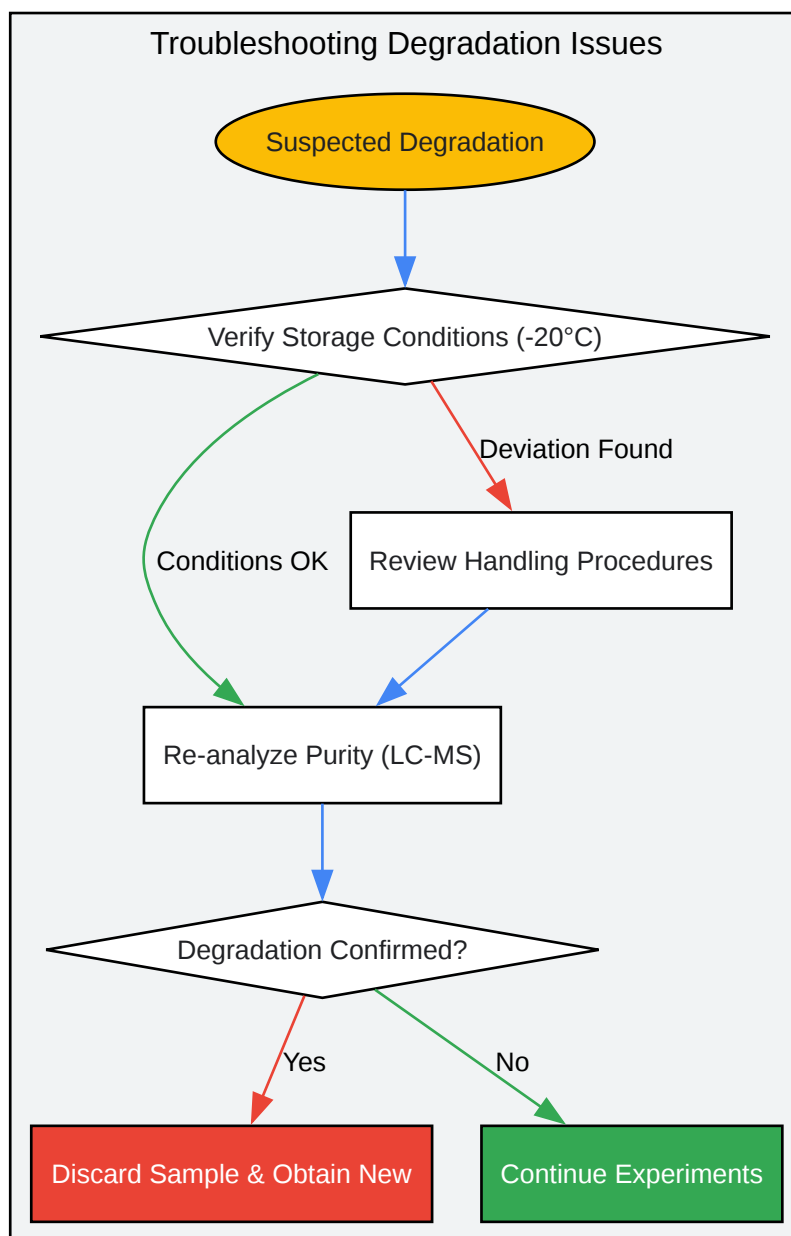 Troubleshooting Degradation Issues
Suspected Degradation
Verify Storage Conditions (-20°C)
Deviation Found
Conditions OK
Review Handling Procedures
Re-analyze Purity (LC-MS)
Degradation Confirmed?
Yes
No
Discard Sample & Obtain New
Continue Experiments